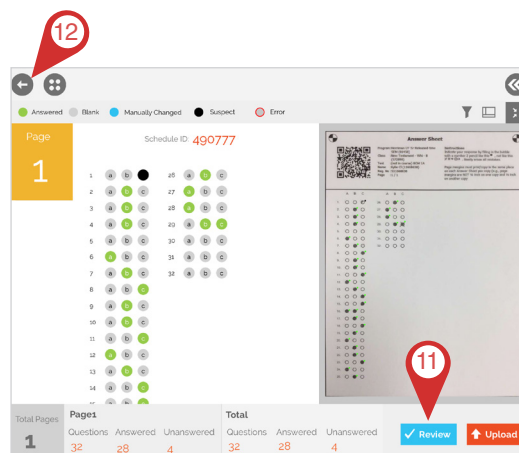 12
Answered Blank Manually Changed Suspect Error
Page
1
Schedule ID: 490777
1 a b 26 a b c
2 a b c 27 a b c
3 a b c 28 a b c
4 a b c 29 a b c
5 a b c 30 a b c
6 a b c 31 a b c
7 a b c 32 a b c
8 a b c
9 a b c
10 a b c
11 a b c
12 a b c
13 a b c
14 a b c
Answer Sheet
Instructions
11
Total Pages
1
Page1
Questions Answered Unanswered
32 28 4
Total
Questions Answered Unanswered
32 28 4
Review
Upload